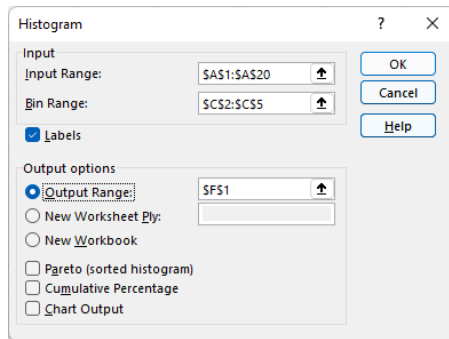 Histogram ? ×
Input
Input Range: $A$1:$A$20 OK
Bin Range: $C$2:$C$5 Cancel
Labels Help
Output options
Output Range: $F$1
New Worksheet Ply:
New Workbook
Pareto (sorted histogram)
Cumulative Percentage
Chart Output